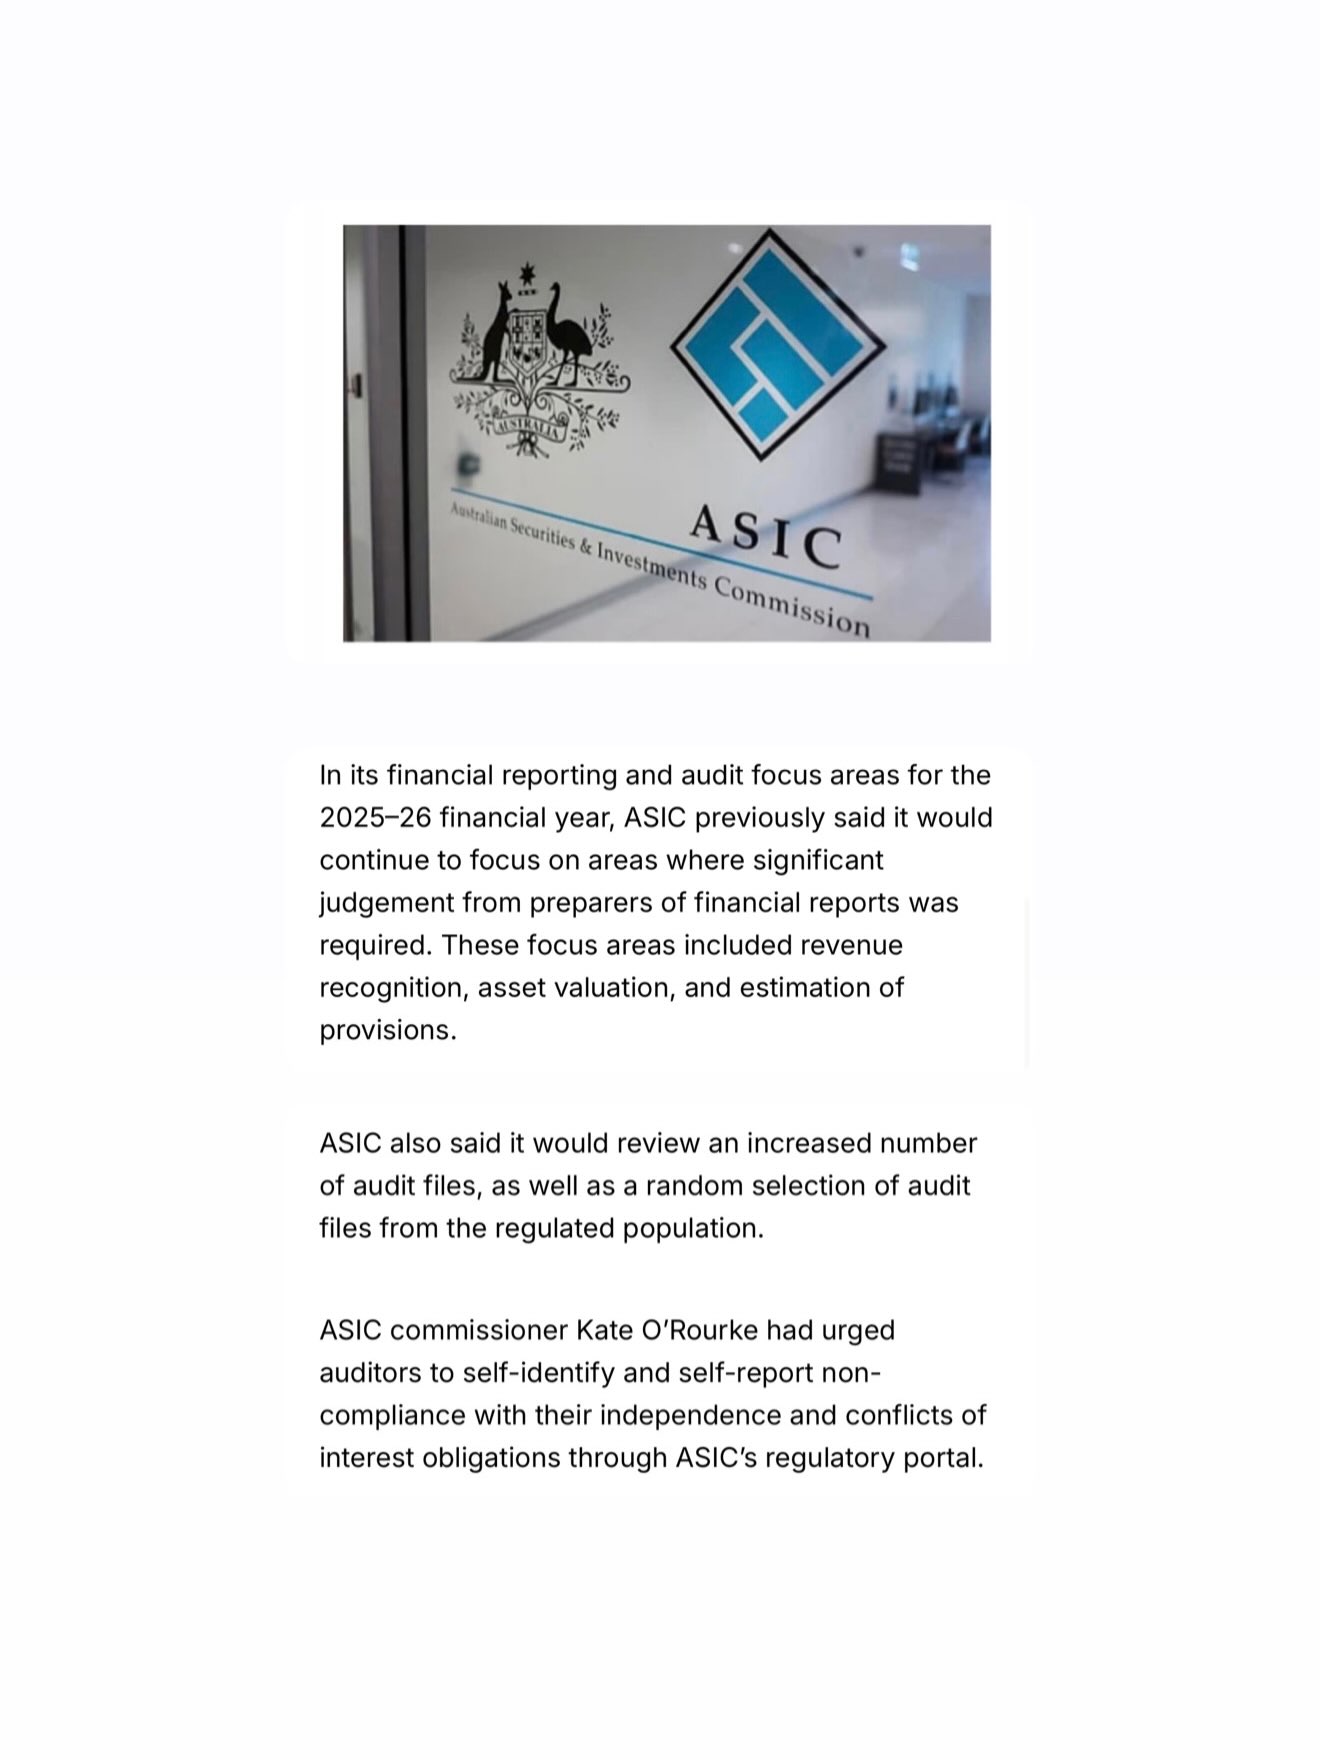 AUSTRALIA
ASIC
Australian Securities & Investments Commission
In its financial reporting and audit focus areas for the
2025–26 financial year, ASIC previously said it would
continue to focus on areas where significant
judgement from preparers of financial reports was
required. These focus areas included revenue
recognition, asset valuation, and estimation of
provisions.
ASIC also said it would review an increased number
of audit files, as well as a random selection of audit
files from the regulated population.
ASIC commissioner Kate O’Rourke had urged
auditors to self-identify and self-report non-
compliance with their independence and conflicts of
interest obligations through ASIC’s regulatory portal.